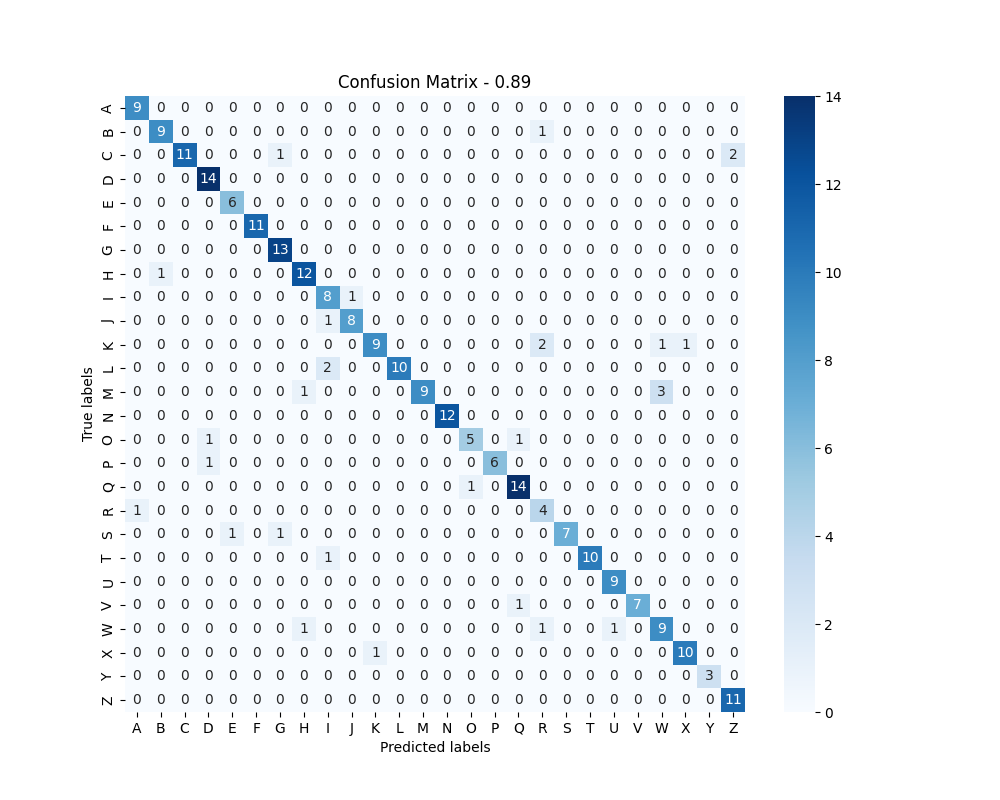 Confusion Matrix - 0.89
A 9 0 0 0 0 0 0 0 0 0 0 0 0 0 0 0 0 0 0 0 0 0 0 0 0 0
B 0 9 0 0 0 0 0 0 0 0 0 0 0 0 0 0 0 1 0 0 0 0 0 0 0 0
C 0 0 11 0 0 0 1 0 0 0 0 0 0 0 0 0 0 0 0 0 0 0 0 0 0 2
D 0 0 0 14 0 0 0 0 0 0 0 0 0 0 0 0 0 0 0 0 0 0 0 0 0 0
E 0 0 0 0 6 0 0 0 0 0 0 0 0 0 0 0 0 0 0 0 0 0 0 0 0 0
F 0 0 0 0 0 11 0 0 0 0 0 0 0 0 0 0 0 0 0 0 0 0 0 0 0 0
G 0 0 0 0 0 0 13 0 0 0 0 0 0 0 0 0 0 0 0 0 0 0 0 0 0 0
H 0 1 0 0 0 0 0 12 0 0 0 0 0 0 0 0 0 0 0 0 0 0 0 0 0 0
I 0 0 0 0 0 0 0 0 8 1 0 0 0 0 0 0 0 0 0 0 0 0 0 0 0 0
J 0 0 0 0 0 0 0 0 1 8 0 0 0 0 0 0 0 0 0 0 0 0 0 0 0 0
K 0 0 0 0 0 0 0 0 0 0 9 0 0 0 0 0 0 2 0 0 0 0 1 1 0 0
L 0 0 0 0 0 0 0 0 2 0 0 10 0 0 0 0 0 0 0 0 0 0 0 0 0 0
M 0 0 0 0 0 0 0 1 0 0 0 0 9 0 0 0 0 0 0 0 0 0 3 0 0 0
N 0 0 0 0 0 0 0 0 0 0 0 0 0 12 0 0 0 0 0 0 0 0 0 0 0 0
O 0 0 0 1 0 0 0 0 0 0 0 0 0 0 5 0 1 0 0 0 0 0 0 0 0 0
P 0 0 0 1 0 0 0 0 0 0 0 0 0 0 0 6 0 0 0 0 0 0 0 0 0 0
Q 0 0 0 0 0 0 0 0 0 0 0 0 0 0 1 0 14 0 0 0 0 0 0 0 0 0
R 1 0 0 0 0 0 0 0 0 0 0 0 0 0 0 0 0 4 0 0 0 0 0 0 0 0
S 0 0 0 0 1 0 1 0 0 0 0 0 0 0 0 0 0 0 7 0 0 0 0 0 0 0
T 0 0 0 0 0 0 0 0 1 0 0 0 0 0 0 0 0 0 0 10 0 0 0 0 0 0
U 0 0 0 0 0 0 0 0 0 0 0 0 0 0 0 0 0 0 0 0 9 0 0 0 0 0
V 0 0 0 0 0 0 0 0 0 0 0 0 0 0 0 0 1 0 0 0 0 7 0 0 0 0
W 0 0 0 0 0 0 0 1 0 0 0 0 0 0 0 0 0 1 0 0 1 0 9 0 0 0
X 0 0 0 0 0 0 0 0 0 0 1 0 0 0 0 0 0 0 0 0 0 0 0 10 0 0
Y 0 0 0 0 0 0 0 0 0 0 0 0 0 0 0 0 0 0 0 0 0 0 0 0 3 0
Z 0 0 0 0 0 0 0 0 0 0 0 0 0 0 0 0 0 0 0 0 0 0 0 0 0 11
A B C D E F G H I J K L M N O P Q R S T U V W X Y Z
Predicted labels
True labels
14
12
10
8
6
4
2
0